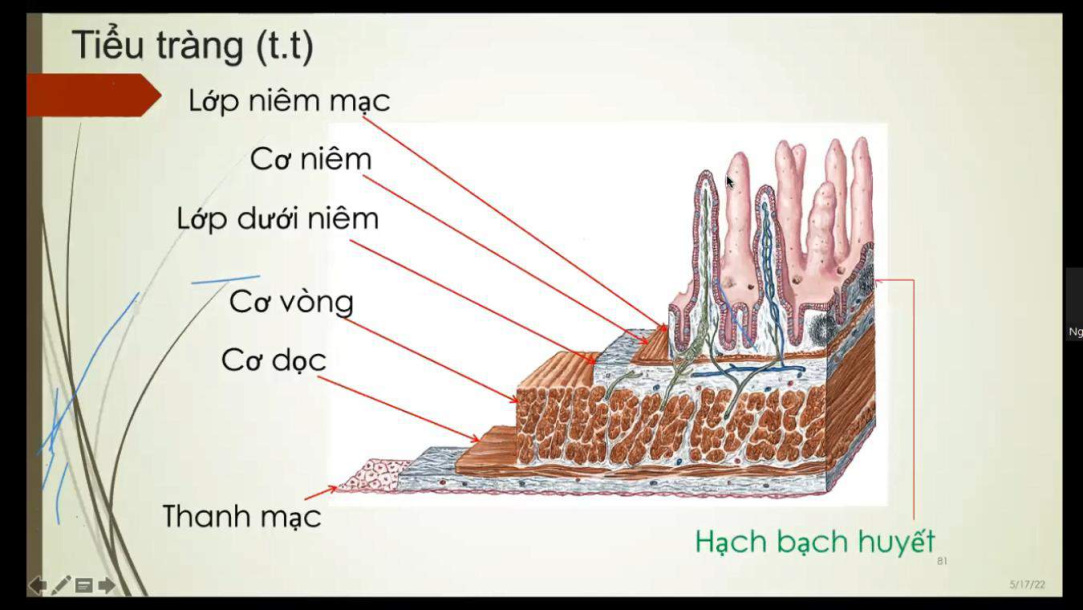 Tiểu tràng (t.t)
Lớp niêm mạc
Cơ niêm
Lớp dưới niêm
Cơ vòng
Cơ dọc
Thanh mạc
Hạch bạch huyết
81
5/17/22
Ng